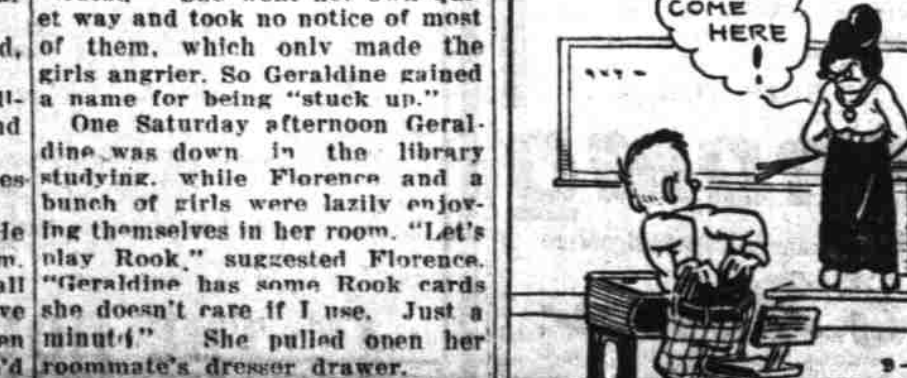 et way and took no notice of most
of them, which only made the
girls angrier. So Geraldine gained
a name for being "stuck up."
One Saturday afternoon Geral-
dine was down in the library
studying, while Florence and a
bunch of girls were lazily enjoy-
ing themselves in her room. "Let's
play Rook," suggested Florence.
"Geraldine has some Rook cards
she doesn't care if I use. Just a
minute" She pulled open her
roommate's dresser drawer.
COME
HERE
!
9x9=